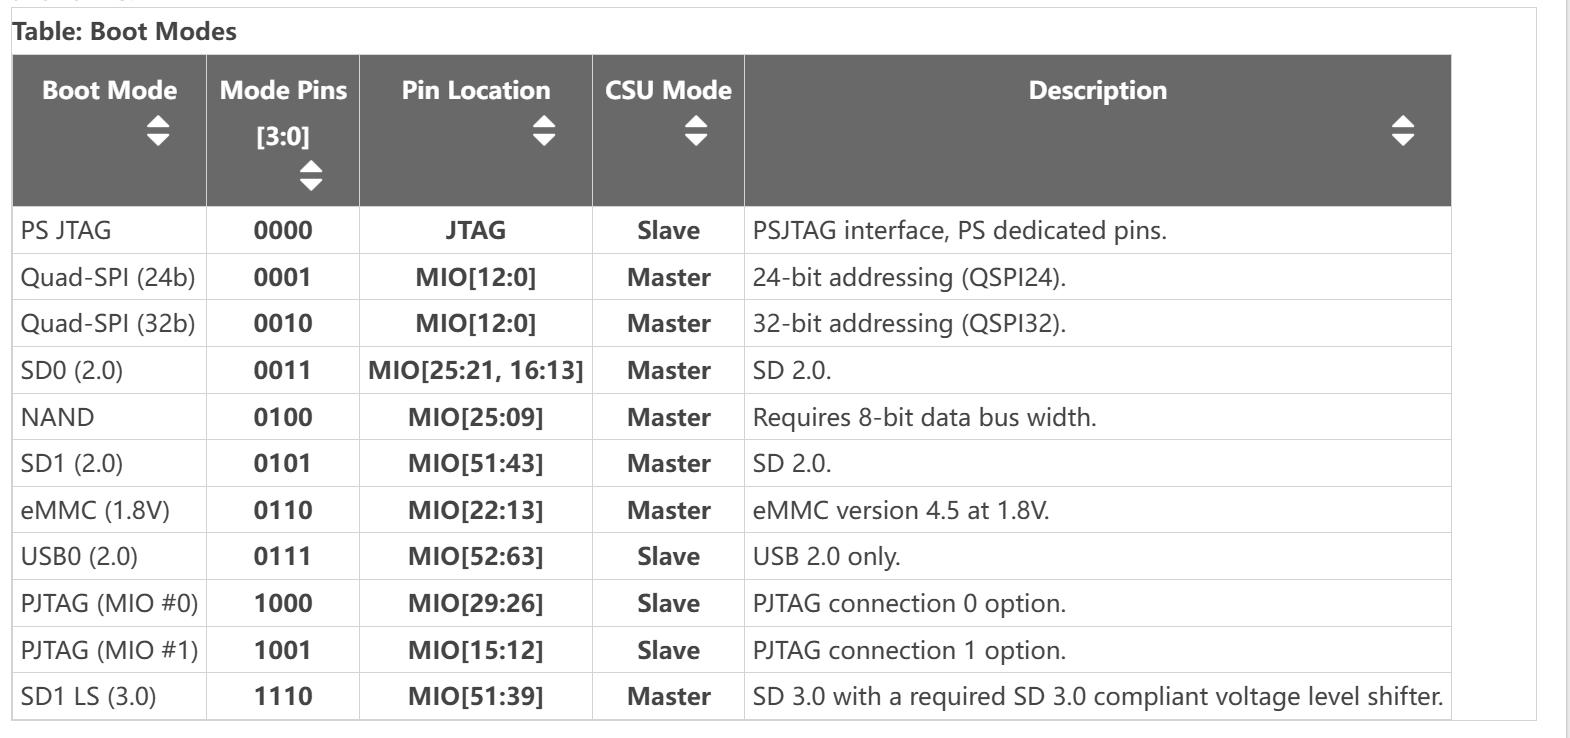 Table: Boot Modes
Boot Mode Mode Pins [3:0] Pin Location CSU Mode Description
PS JTAG 0000 JTAG Slave PSJTAG interface, PS dedicated pins.
Quad-SPI (24b) 0001 MIO[12:0] Master 24-bit addressing (QSPI24).
Quad-SPI (32b) 0010 MIO[12:0] Master 32-bit addressing (QSPI32).
SD0 (2.0) 0011 MIO[25:21, 16:13] Master SD 2.0.
NAND 0100 MIO[25:09] Master Requires 8-bit data bus width.
SD1 (2.0) 0101 MIO[51:43] Master SD 2.0.
eMMC (1.8V) 0110 MIO[22:13] Master eMMC version 4.5 at 1.8V.
USB0 (2.0) 0111 MIO[52:63] Slave USB 2.0 only.
PJTAG (MIO #0) 1000 MIO[29:26] Slave PJTAG connection 0 option.
PJTAG (MIO #1) 1001 MIO[15:12] Slave PJTAG connection 1 option.
SD1 LS (3.0) 1110 MIO[51:39] Master SD 3.0 with a required SD 3.0 compliant voltage level shifter.